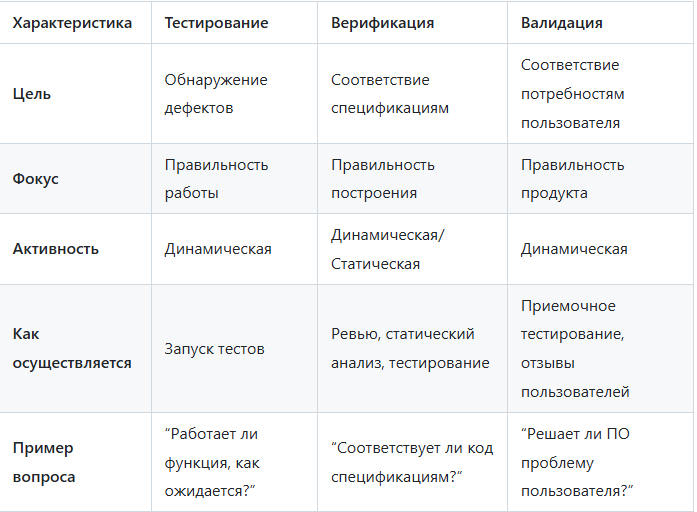 Характеристика Тестирование Верификация Валидация
Цель
Обнаружение
дефектов
Соответствие
спецификациям
Соответствие
потребностям
пользователя
Фокус
Правильность
работы
Правильность
построения
Правильность
продукта
Активность
Динамическая
Динамическая/
Статическая
Динамическая
Как
осуществляется
Запуск тестов
Ревью, статический
анализ, тестирование
Приемочное
тестирование,
отзывы
пользователей
Пример
вопроса
“Работает ли
функция, как
ожидается?”
“Соответствует ли код
спецификациям?”
“Решает ли ПО
проблему
пользователя?”